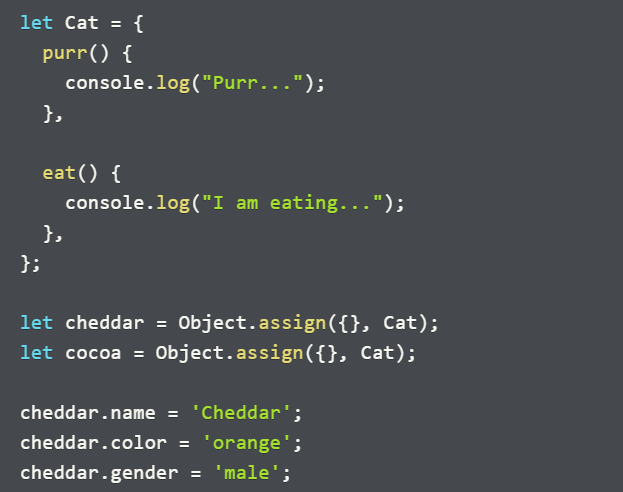 let Cat = {
  purr() {
    console.log("Purr...");
  },

  eat() {
    console.log("I am eating...");
  },
};

let cheddar = Object.assign({}, Cat);
let cocoa = Object.assign({}, Cat);

cheddar.name = 'Cheddar';
cheddar.color = 'orange';
cheddar.gender = 'male';